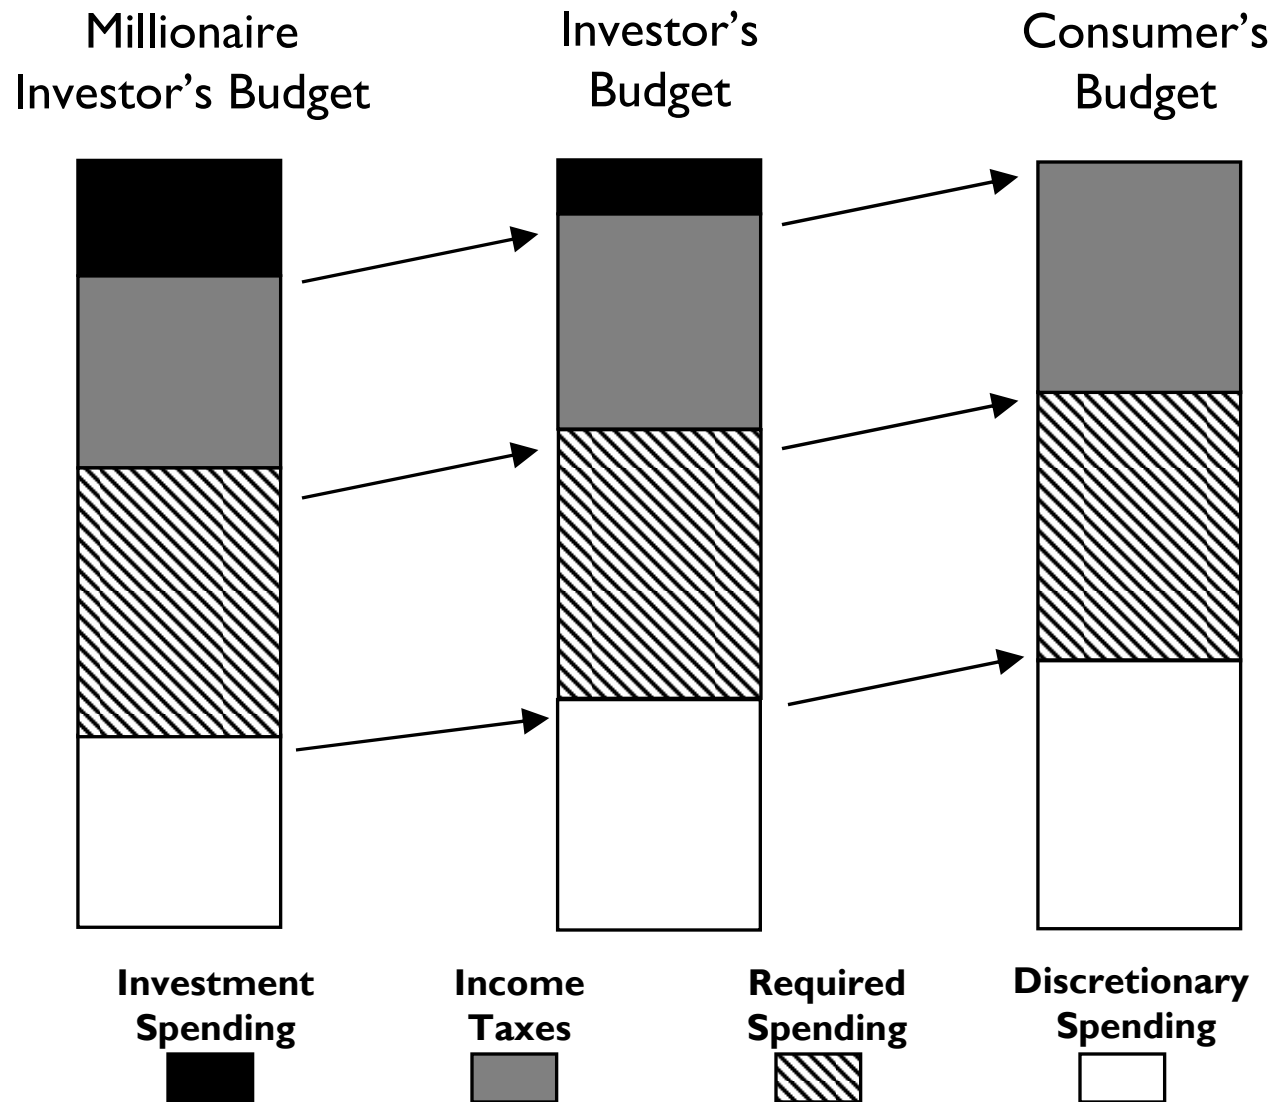 Millionaire
Investor's Budget
Investor's
Budget
Consumer's
Budget
Investment
Spending
Income
Taxes
Required
Spending
Discretionary
Spending